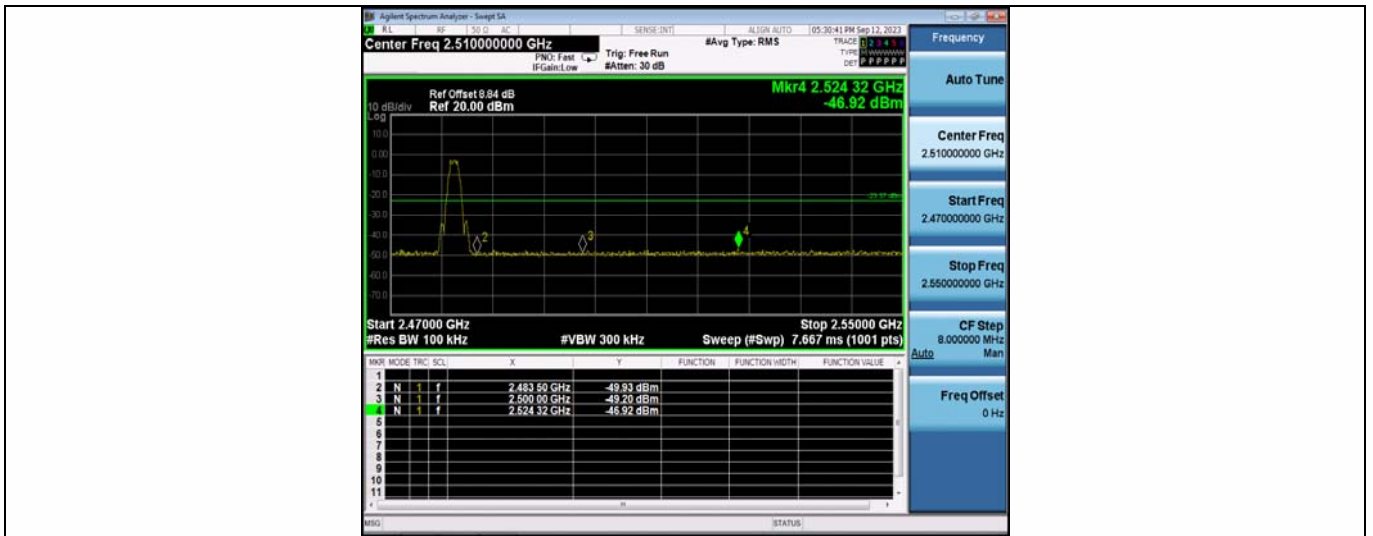 Agilent Spectrum Analyzer - Swept SA
RL RF 50 Ω AC SENSE:INT ALIGN AUTO 05:30:41 PM Sep 12, 2023
Center Freq 2.510000000 GHz
PNO: Fast
IFGain:Low
Trig: Free Run
#Atten: 30 dB
#Avg Type: RMS
TRACE 1 2 3 4 5 6
TYPE M W W W W W
DET P P P P P P
Ref Offset 8.84 dB
10 dB/div Ref 20.00 dBm
Mkr4 2.524 32 GHz
-46.92 dBm
Log
10.0
0.00
-10.0
-20.0
-30.0
-40.0
-50.0
-60.0
-70.0
2
3
4
Start 2.47000 GHz Stop 2.55000 GHz
#Res BW 100 kHz #VBW 300 kHz Sweep (#Swp) 7.667 ms (1001 pts)
MKR MODE TRC SCL X Y FUNCTION FUNCTION WIDTH FUNCTION VALUE
1
2 N 1 f 2.483 50 GHz -49.93 dBm
3 N 1 f 2.500 00 GHz -49.20 dBm
4 N 1 f 2.524 32 GHz -46.92 dBm
5
6
7
8
9
10
11
MSG STATUS
Frequency
Auto Tune
Center Freq
2.510000000 GHz
Start Freq
2.470000000 GHz
Stop Freq
2.550000000 GHz
CF Step
8.000000 MHz
Auto Man
Freq Offset
0 Hz